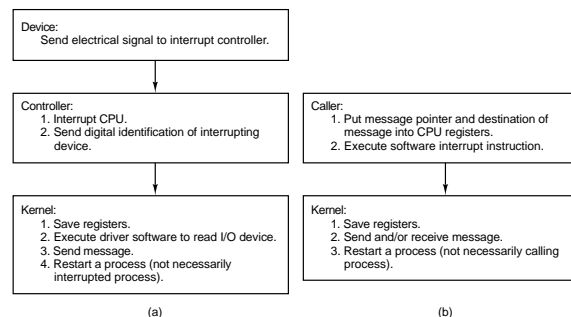 Device:
Send electrical signal to interrupt controller.
Controller:
1. Interrupt CPU.
2. Send digital identification of interrupting
device.
Kernel:
1. Save registers.
2. Execute driver software to read I/O device.
3. Send message.
4. Restart a process (not necessarily
interrupted process).
(a)
Caller:
1. Put message pointer and destination of
message into CPU registers.
2. Execute software interrupt instruction.
Kernel:
1. Save registers.
2. Send and/or receive message.
3. Restart a process (not necessarily calling
process).
(b)